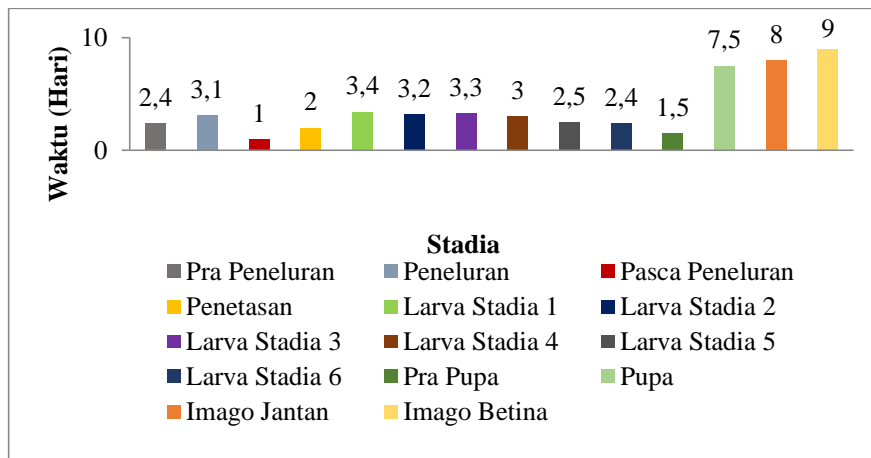 Waktu (Hari)
10
0
2,4
3,1
1
2
3,4
3,2
3,3
3
2,5
2,4
1,5
7,5
8
9
Stadia
Pra Peneluran Peneluran Pasca Peneluran
Penetasan Larva Stadia 1 Larva Stadia 2
Larva Stadia 3 Larva Stadia 4 Larva Stadia 5
Larva Stadia 6 Pra Pupa Pupa
Imago Jantan Imago Betina